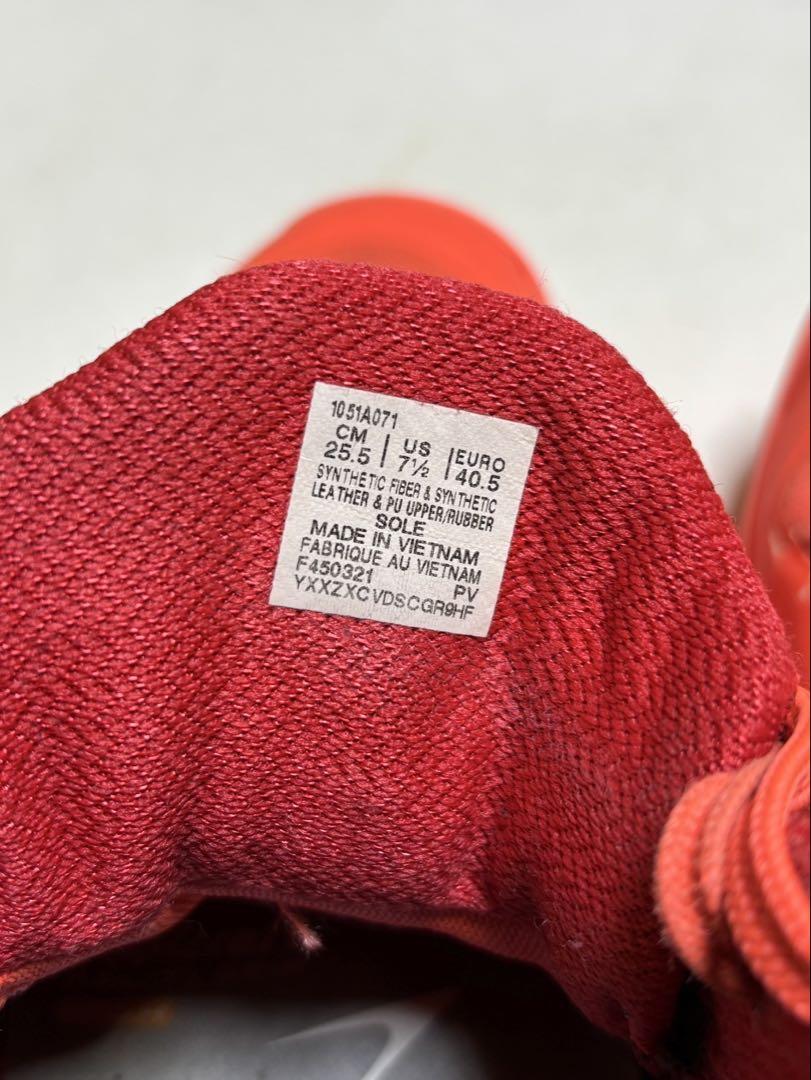 1051A071
CM | US | EURO
25.5 | 7½ | 40.5
SYNTHETIC FIBER & SYNTHETIC
LEATHER & PU UPPER/RUBBER
SOLE
MADE IN VIETNAM
FABRIQUE AU VIETNAM
F450321 PV
YXXZXCVDSCGR9HF